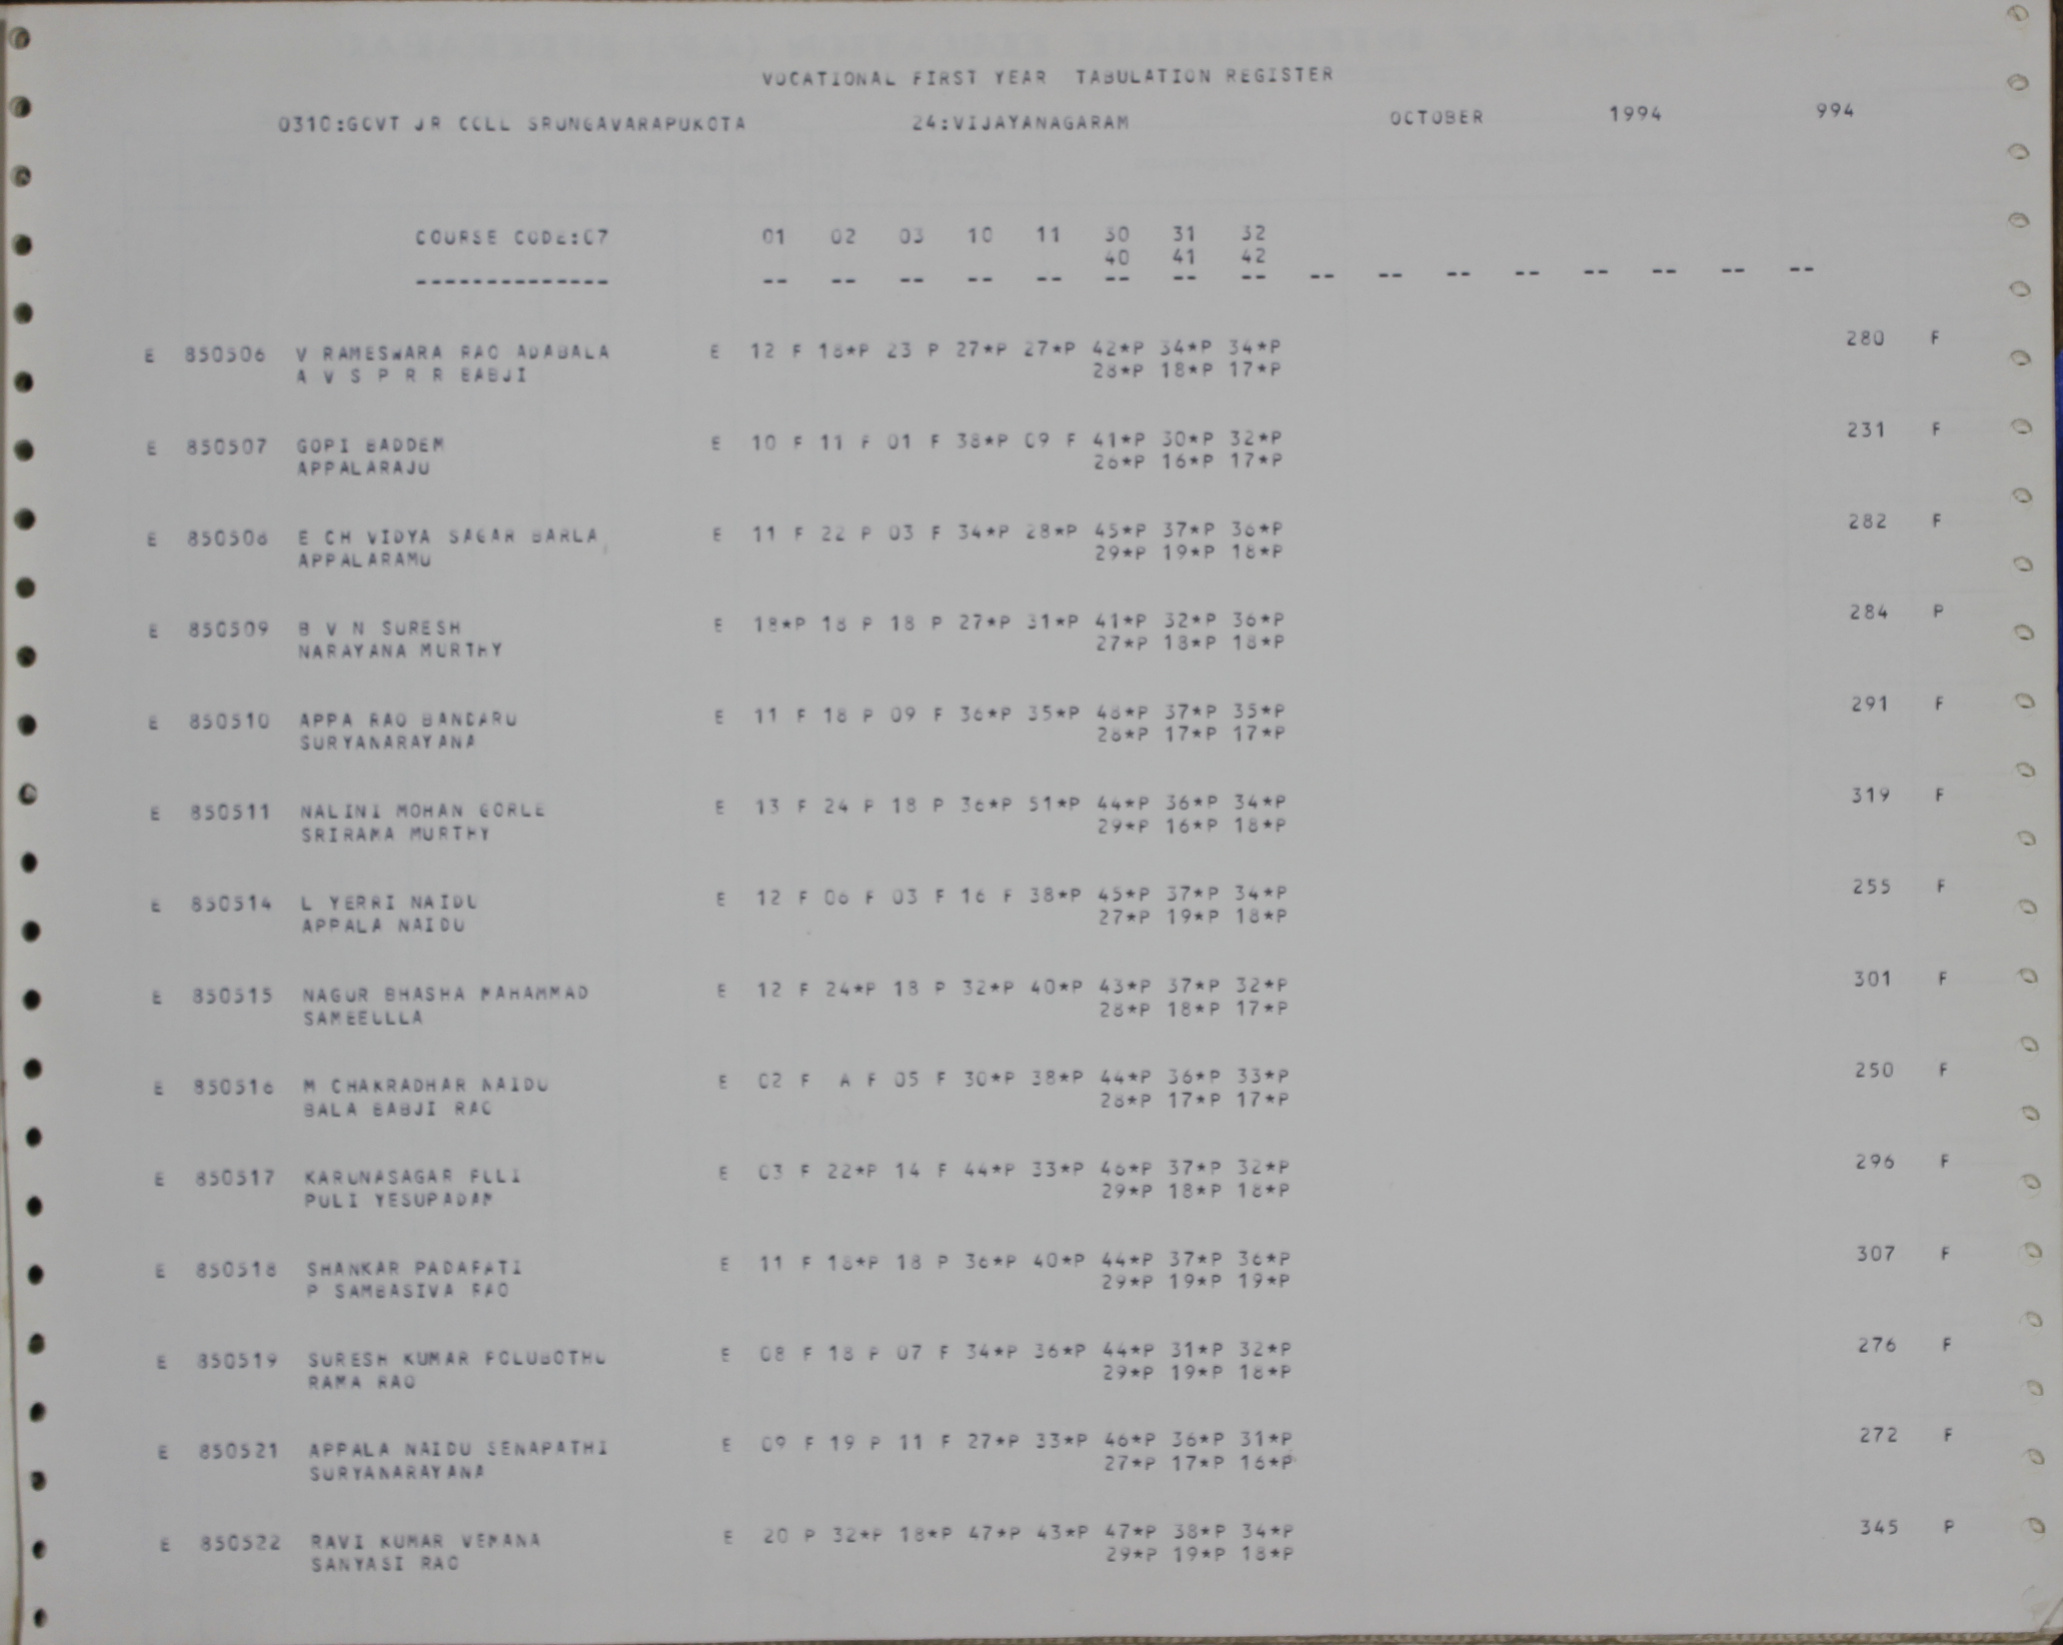 VOCATIONAL FIRST YEAR TABULATION REGISTER
0310:GOVT JR COLL SRUNGAVARAPUKOTA 24:VIJAYANAGARAM OCTOBER 1994 994
COURSE CODE:07 01 02 03 10 11 30 31 32
40 41 42
-------------- -- -- -- -- -- -- -- -- -- -- -- -- -- -- -- --
E 850506 V RAMESWARA RAO ADABALA E 12 F 18*P 23 P 27*P 27*P 42*P 34*P 34*P 280 F
A V S P R R BABJI 28*P 18*P 17*P
E 850507 GOPI BADDEM E 10 F 11 F 01 F 38*P 09 F 41*P 30*P 32*P 231 F
APPALARAJU 26*P 16*P 17*P
E 850508 E CH VIDYA SAGAR BARLA E 11 F 22 P 03 F 34*P 28*P 45*P 37*P 36*P 282 F
APPALARAMU 29*P 19*P 18*P
E 850509 B V N SURESH E 18*P 18 P 18 P 27*P 31*P 41*P 32*P 36*P 284 P
NARAYANA MURTHY 27*P 18*P 18*P
E 850510 APPA RAO BANDARU E 11 F 18 P 09 F 36*P 35*P 48*P 37*P 35*P 291 F
SURYANARAYANA 28*P 17*P 17*P
E 850511 NALINI MOHAN GORLE E 13 F 24 P 18 P 36*P 51*P 44*P 36*P 34*P 319 F
SRIRAMA MURTHY 29*P 16*P 18*P
E 850514 L YERRI NAIDU E 12 F 06 F 03 F 16 F 38*P 45*P 37*P 34*P 255 F
APPALA NAIDU 27*P 19*P 18*P
E 850515 NAGUR BHASHA MAHAMMAD E 12 F 24*P 18 P 32*P 40*P 43*P 37*P 32*P 301 F
SAMEEULLA 28*P 18*P 17*P
E 850516 M CHAKRADHAR NAIDU E 02 F A F 05 F 30*P 38*P 44*P 36*P 33*P 250 F
BALA BABJI RAO 28*P 17*P 17*P
E 850517 KARUNASAGAR PULI E 03 F 22*P 14 F 44*P 33*P 46*P 37*P 32*P 296 F
PULI YESUPADAM 29*P 18*P 18*P
E 850518 SHANKAR PADAPATI E 11 F 18*P 18 P 36*P 40*P 44*P 37*P 36*P 307 F
P SAMBASIVA RAO 29*P 19*P 19*P
E 850519 SURESH KUMAR POLUBOTHU E 08 F 18 P 07 F 34*P 36*P 44*P 31*P 32*P 276 F
RAMA RAO 29*P 19*P 18*P
E 850521 APPALA NAIDU SENAPATHI E 09 F 19 P 11 F 27*P 33*P 46*P 36*P 31*P 272 F
SURYANARAYANA 27*P 17*P 16*P
E 850522 RAVI KUMAR VEMANA E 20 P 32*P 18*P 47*P 43*P 47*P 38*P 34*P 345 P
SANYASI RAO 29*P 19*P 18*P